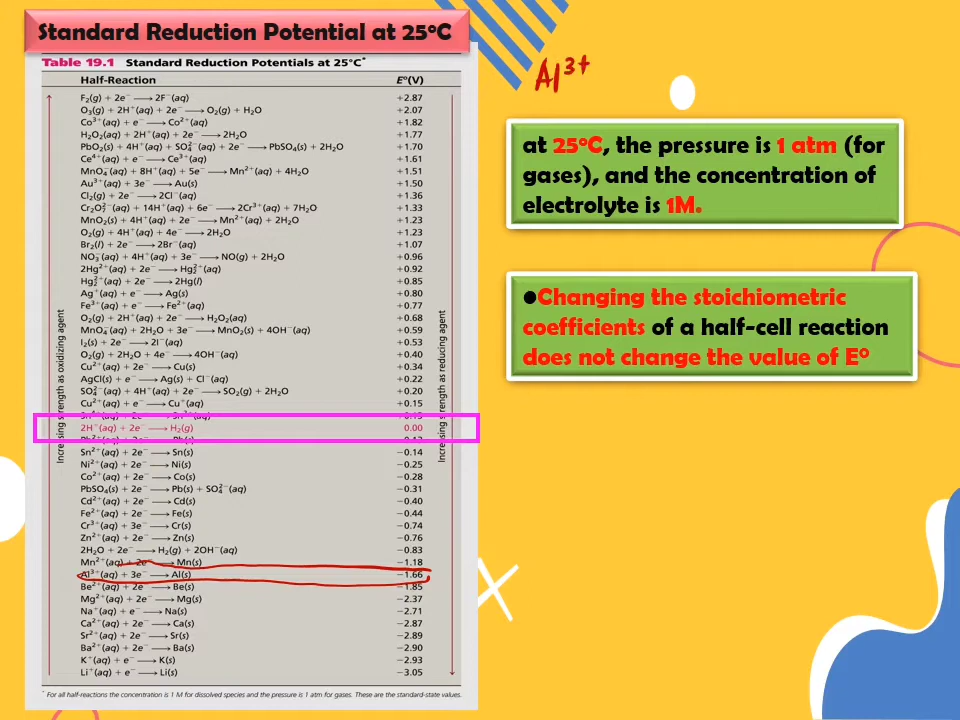 Standard Reduction Potential at 25ºC
Al³⁺
Table 19.1 Standard Reduction Potentials at 25°C*
Half-Reaction E°(V)
F₂(g) + 2e⁻ ⟶ 2F⁻(aq) +2.87
O₃(g) + 2H⁺(aq) + 2e⁻ ⟶ O₂(g) + H₂O +2.07
Co³⁺(aq) + e⁻ ⟶ Co²⁺(aq) +1.82
H₂O₂(aq) + 2H⁺(aq) + 2e⁻ ⟶ 2H₂O +1.77
PbO₂(s) + 4H⁺(aq) + SO₄²⁻(aq) + 2e⁻ ⟶ PbSO₄(s) + 2H₂O +1.70
Ce⁴⁺(aq) + e⁻ ⟶ Ce³⁺(aq) +1.61
MnO₄⁻(aq) + 8H⁺(aq) + 5e⁻ ⟶ Mn²⁺(aq) + 4H₂O +1.51
Au³⁺(aq) + 3e⁻ ⟶ Au(s) +1.50
Cl₂(g) + 2e⁻ ⟶ 2Cl⁻(aq) +1.36
Cr₂O₇²⁻(aq) + 14H⁺(aq) + 6e⁻ ⟶ 2Cr³⁺(aq) + 7H₂O +1.33
MnO₂(s) + 4H⁺(aq) + 2e⁻ ⟶ Mn²⁺(aq) + 2H₂O +1.23
O₂(g) + 4H⁺(aq) + 4e⁻ ⟶ 2H₂O +1.23
Br₂(l) + 2e⁻ ⟶ 2Br⁻(aq) +1.07
NO₃⁻(aq) + 4H⁺(aq) + 3e⁻ ⟶ NO(g) + 2H₂O +0.96
2Hg²⁺(aq) + 2e⁻ ⟶ Hg₂²⁺(aq) +0.92
Hg₂²⁺(aq) + 2e⁻ ⟶ 2Hg(l) +0.85
Ag⁺(aq) + e⁻ ⟶ Ag(s) +0.80
Fe³⁺(aq) + e⁻ ⟶ Fe²⁺(aq) +0.77
O₂(g) + 2H⁺(aq) + 2e⁻ ⟶ H₂O₂(aq) +0.68
MnO₄⁻(aq) + 2H₂O + 3e⁻ ⟶ MnO₂(s) + 4OH⁻(aq) +0.59
I₂(s) + 2e⁻ ⟶ 2I⁻(aq) +0.53
O₂(g) + 2H₂O + 4e⁻ ⟶ 4OH⁻(aq) +0.40
Cu²⁺(aq) + 2e⁻ ⟶ Cu(s) +0.34
AgCl(s) + e⁻ ⟶ Ag(s) + Cl⁻(aq) +0.22
SO₄²⁻(aq) + 4H⁺(aq) + 2e⁻ ⟶ SO₂(g) + 2H₂O +0.20
Cu²⁺(aq) + e⁻ ⟶ Cu⁺(aq) +0.15
2H⁺(aq) + 2e⁻ ⟶ H₂(g) 0.00
Sn²⁺(aq) + 2e⁻ ⟶ Sn(s) −0.14
Ni²⁺(aq) + 2e⁻ ⟶ Ni(s) −0.25
Co²⁺(aq) + 2e⁻ ⟶ Co(s) −0.28
PbSO₄(s) + 2e⁻ ⟶ Pb(s) + SO₄²⁻(aq) −0.31
Cd²⁺(aq) + 2e⁻ ⟶ Cd(s) −0.40
Fe²⁺(aq) + 2e⁻ ⟶ Fe(s) −0.44
Cr³⁺(aq) + 3e⁻ ⟶ Cr(s) −0.74
Zn²⁺(aq) + 2e⁻ ⟶ Zn(s) −0.76
2H₂O + 2e⁻ ⟶ H₂(g) + 2OH⁻(aq) −0.83
Mn²⁺(aq) + 2e⁻ ⟶ Mn(s) −1.18
Al³⁺(aq) + 3e⁻ ⟶ Al(s) −1.66
Be²⁺(aq) + 2e⁻ ⟶ Be(s) −1.85
Mg²⁺(aq) + 2e⁻ ⟶ Mg(s) −2.37
Na⁺(aq) + e⁻ ⟶ Na(s) −2.71
Ca²⁺(aq) + 2e⁻ ⟶ Ca(s) −2.87
Sr²⁺(aq) + 2e⁻ ⟶ Sr(s) −2.89
Ba²⁺(aq) + 2e⁻ ⟶ Ba(s) −2.90
K⁺(aq) + e⁻ ⟶ K(s) −2.93
Li⁺(aq) + e⁻ ⟶ Li(s) −3.05
Increasing strength as oxidizing agent
Increasing strength as reducing agent
* For all half-reactions the concentration is 1 M for dissolved species and the pressure is 1 atm for gases. These are the standard-state values.
at 25ºC, the pressure is 1 atm (for
gases), and the concentration of
electrolyte is 1M.
●Changing the stoichiometric
coefficients of a half-cell reaction
does not change the value of Eº